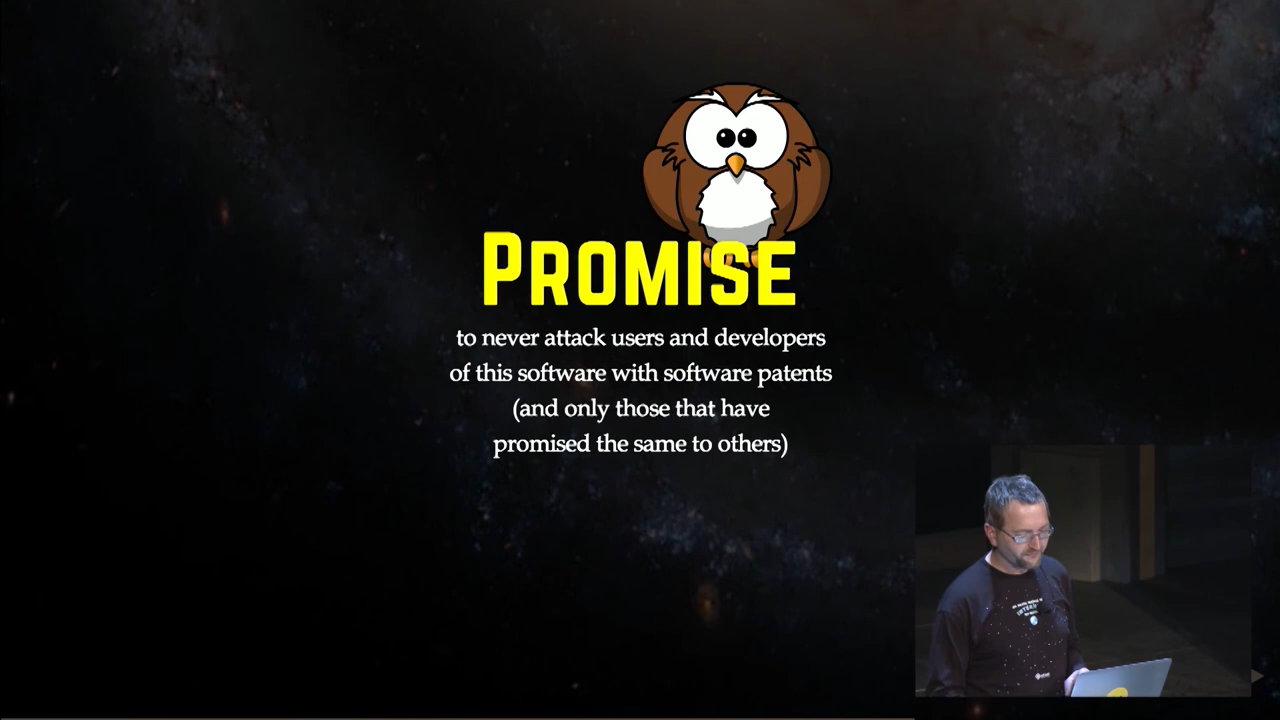 PROMISE
to never attack users and developers
of this software with software patents
(and only those that have
promised the same to others)